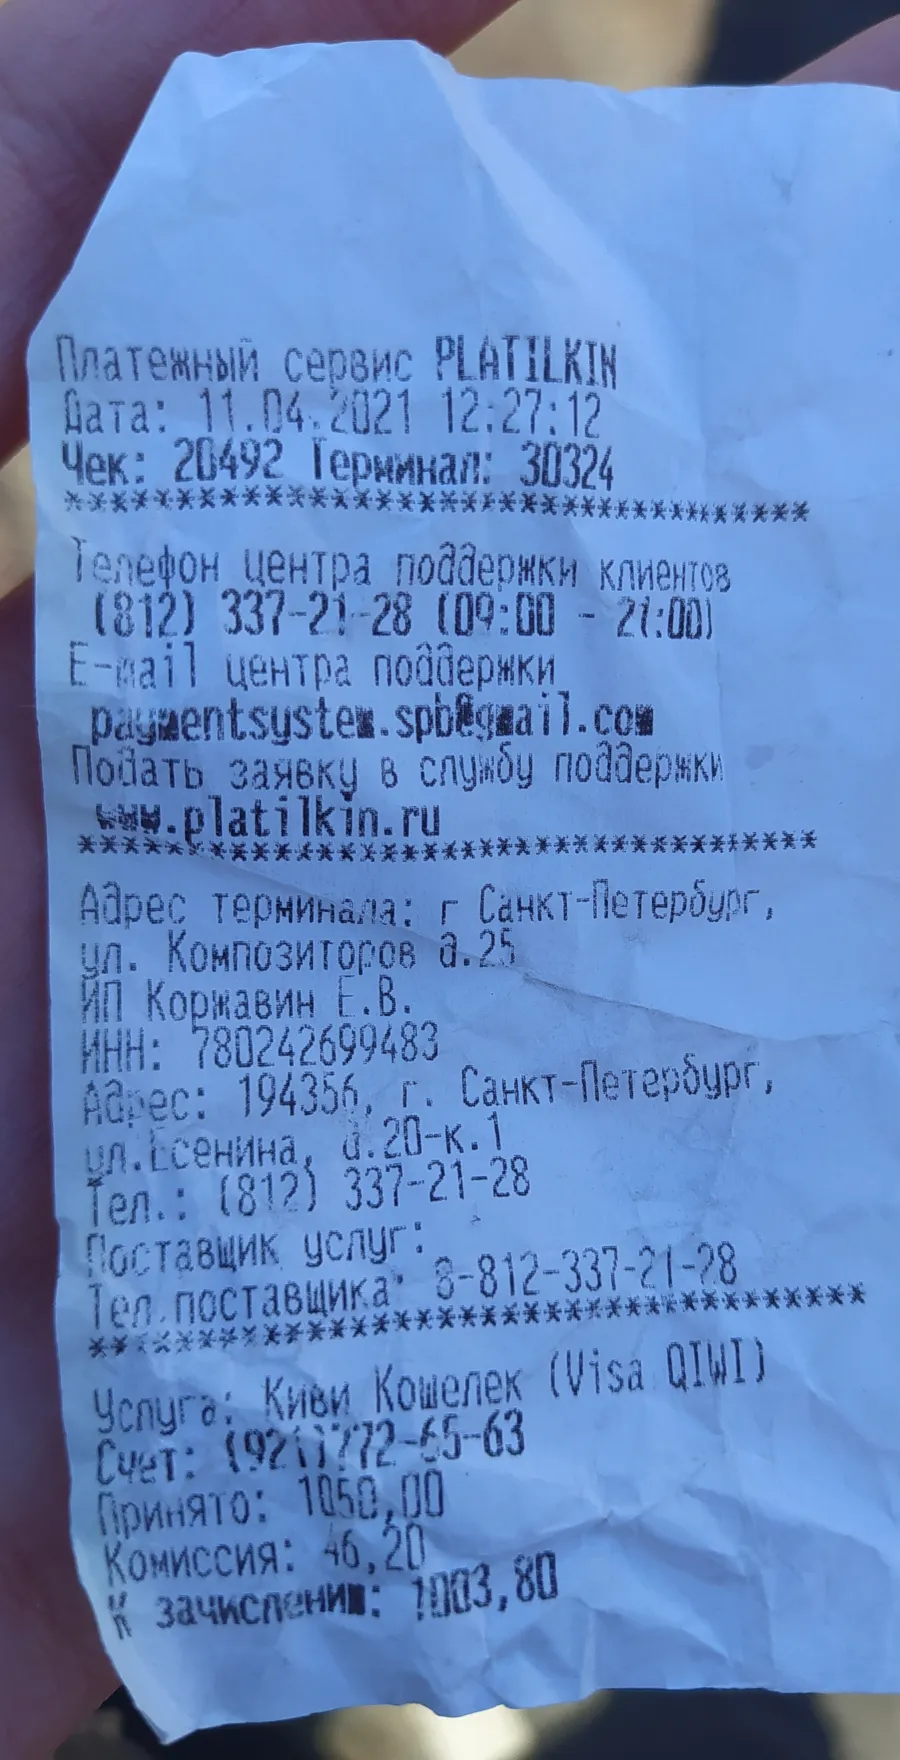 Платежный сервис PLATILKIN
Дата: 11.04.2021 12:27:12
Чек: 20492 Терминал: 30324
**********************************
Телефон центра поддержки клиентов
(812) 337-21-28 (09:00 - 21:00)
E-mail центра поддержки
paymentsystem.spb@gmail.com
Подать заявку в службу поддержки
www.platilkin.ru
**********************************
Адрес терминала: г Санкт-Петербург,
ул. Композиторов д.25
ИП Коржавин Е.В.
ИНН: 780242699483
Адрес: 194356, г. Санкт-Петербург,
ул.Есенина, д.20-к.1
Тел.: (812) 337-21-28
Поставщик услуг:
Тел.поставщика: 8-812-337-21-28
**********************************
Услуга: Киви Кошелек (Visa QIWI)
Счет: (921)772-65-63
Принято: 1050,00
Комиссия: 46,20
К зачислению: 1003,80